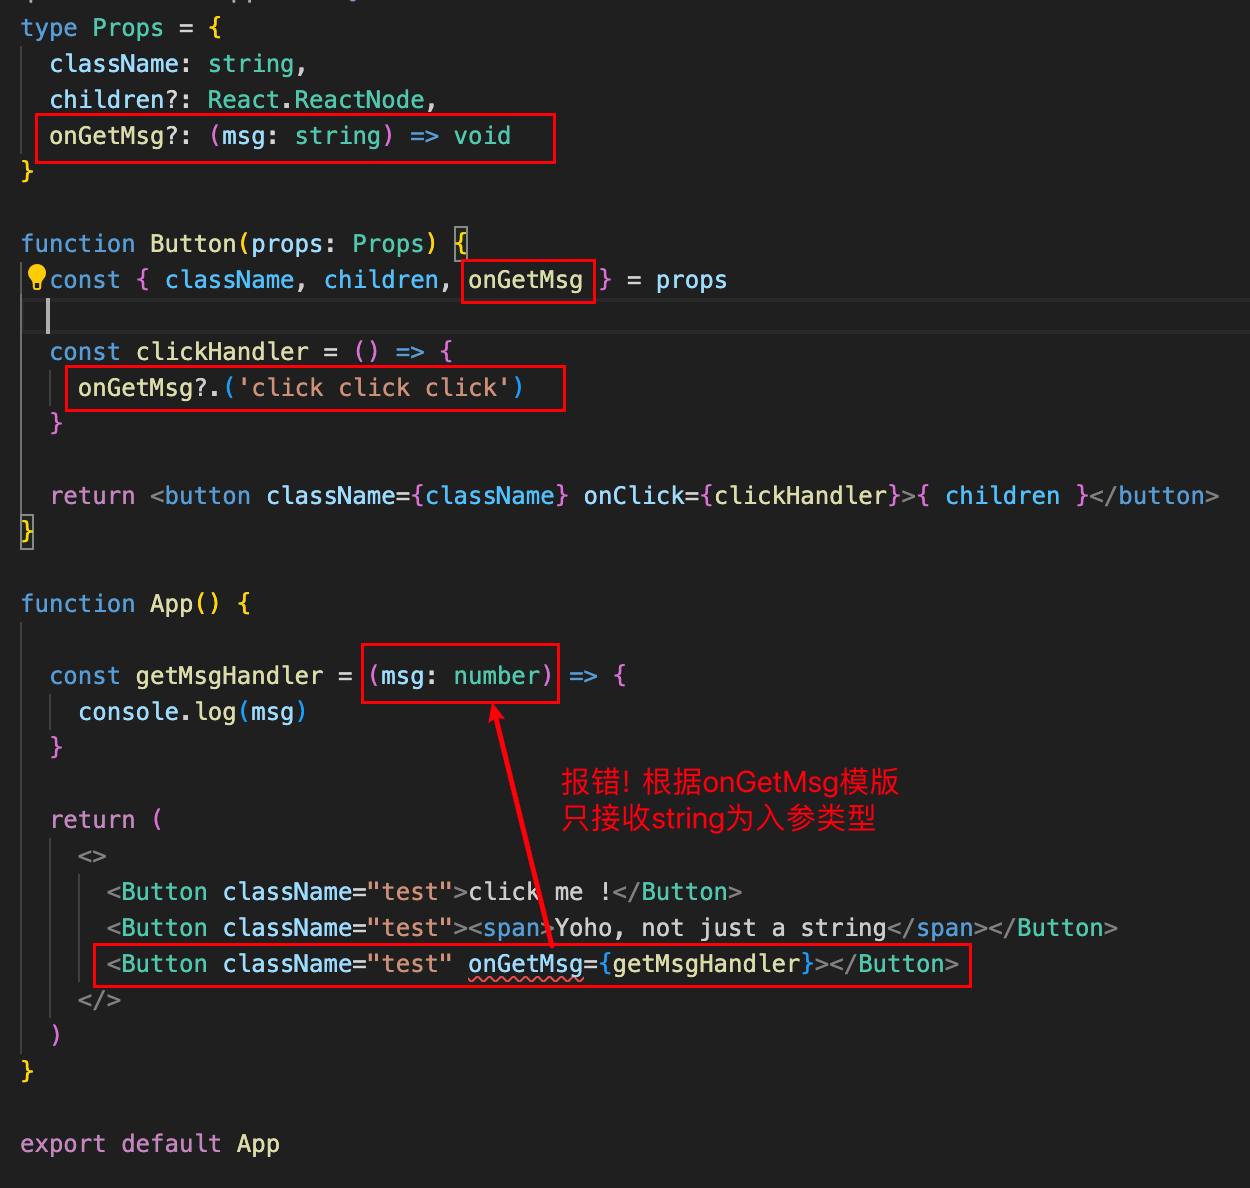 type Props = {
className: string,
children?: React.ReactNode,
onGetMsg?: (msg: string) => void
}
function Button(props: Props) {
const { className, children, onGetMsg } = props
const clickHandler = () => {
onGetMsg?.('click click click')
}
return <button className={className} onClick={clickHandler}>{ children }</button>
}
function App() {
const getMsgHandler = (msg: number) => {
console.log(msg)
}
报错! 根据onGetMsg模版
只接收string为入参类型
return (
<>
<Button className="test">click me !</Button>
<Button className="test"><span>Yoho, not just a string</span></Button>
<Button className="test" onGetMsg={getMsgHandler}></Button>
</>
)
}
export default App